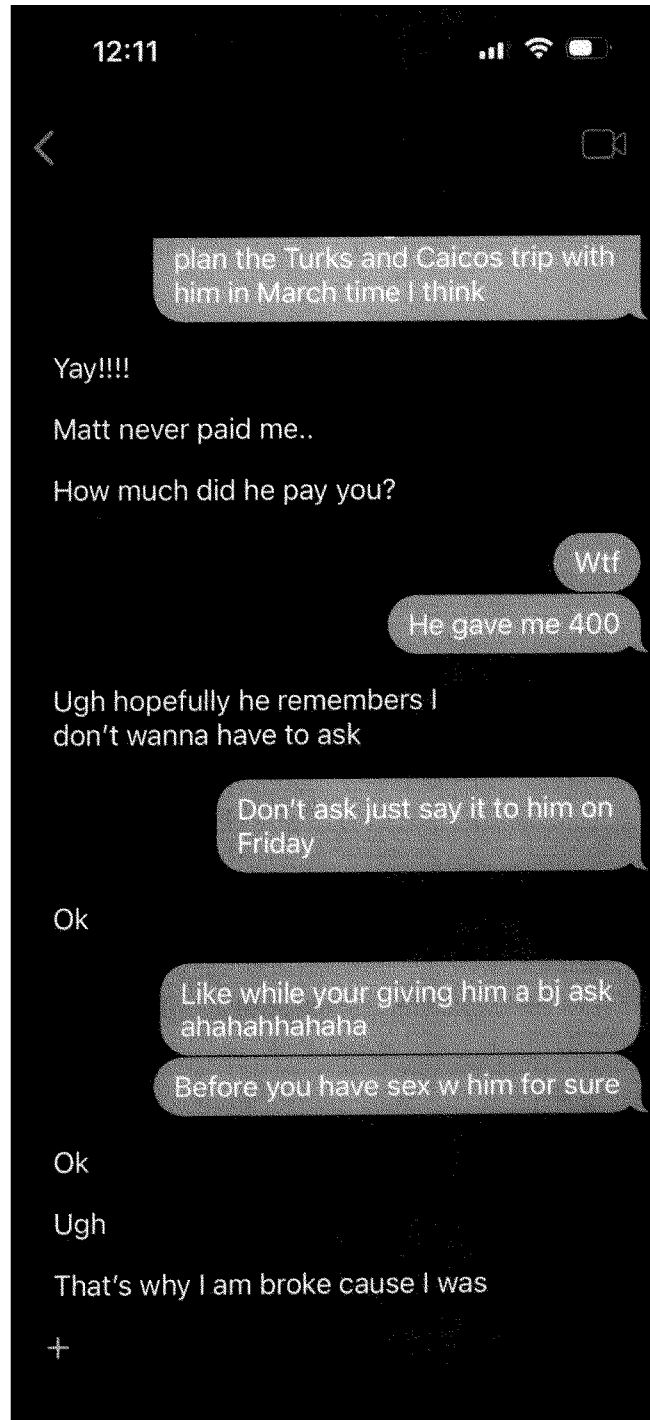 12:11
plan the Turks and Caicos trip with
him in March time I think
Yay!!!!
Matt never paid me..
How much did he pay you?
Wtf
He gave me 400
Ugh hopefully he remembers I
don't wanna have to ask
Don't ask just say it to him on
Friday
Ok
Like while your giving him a bj ask
ahahahhahaha
Before you have sex w him for sure
Ok
Ugh
That's why I am broke cause I was
+